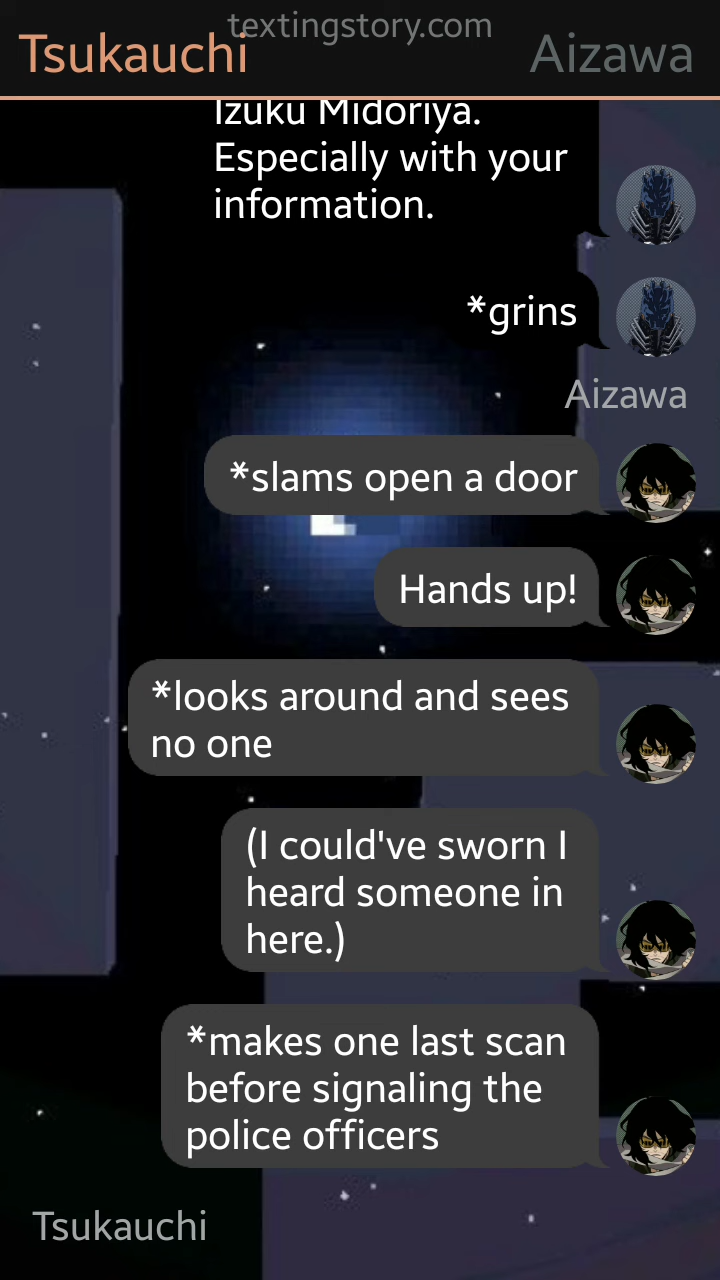 textingstory.com
Tsukauchi
Aizawa
Izuku Midoriya.
Especially with your
information.
*grins
Aizawa
*slams open a door
Hands up!
*looks around and sees
no one
(I could've sworn I
heard someone in
here.)
*makes one last scan
before signaling the
police officers
Tsukauchi